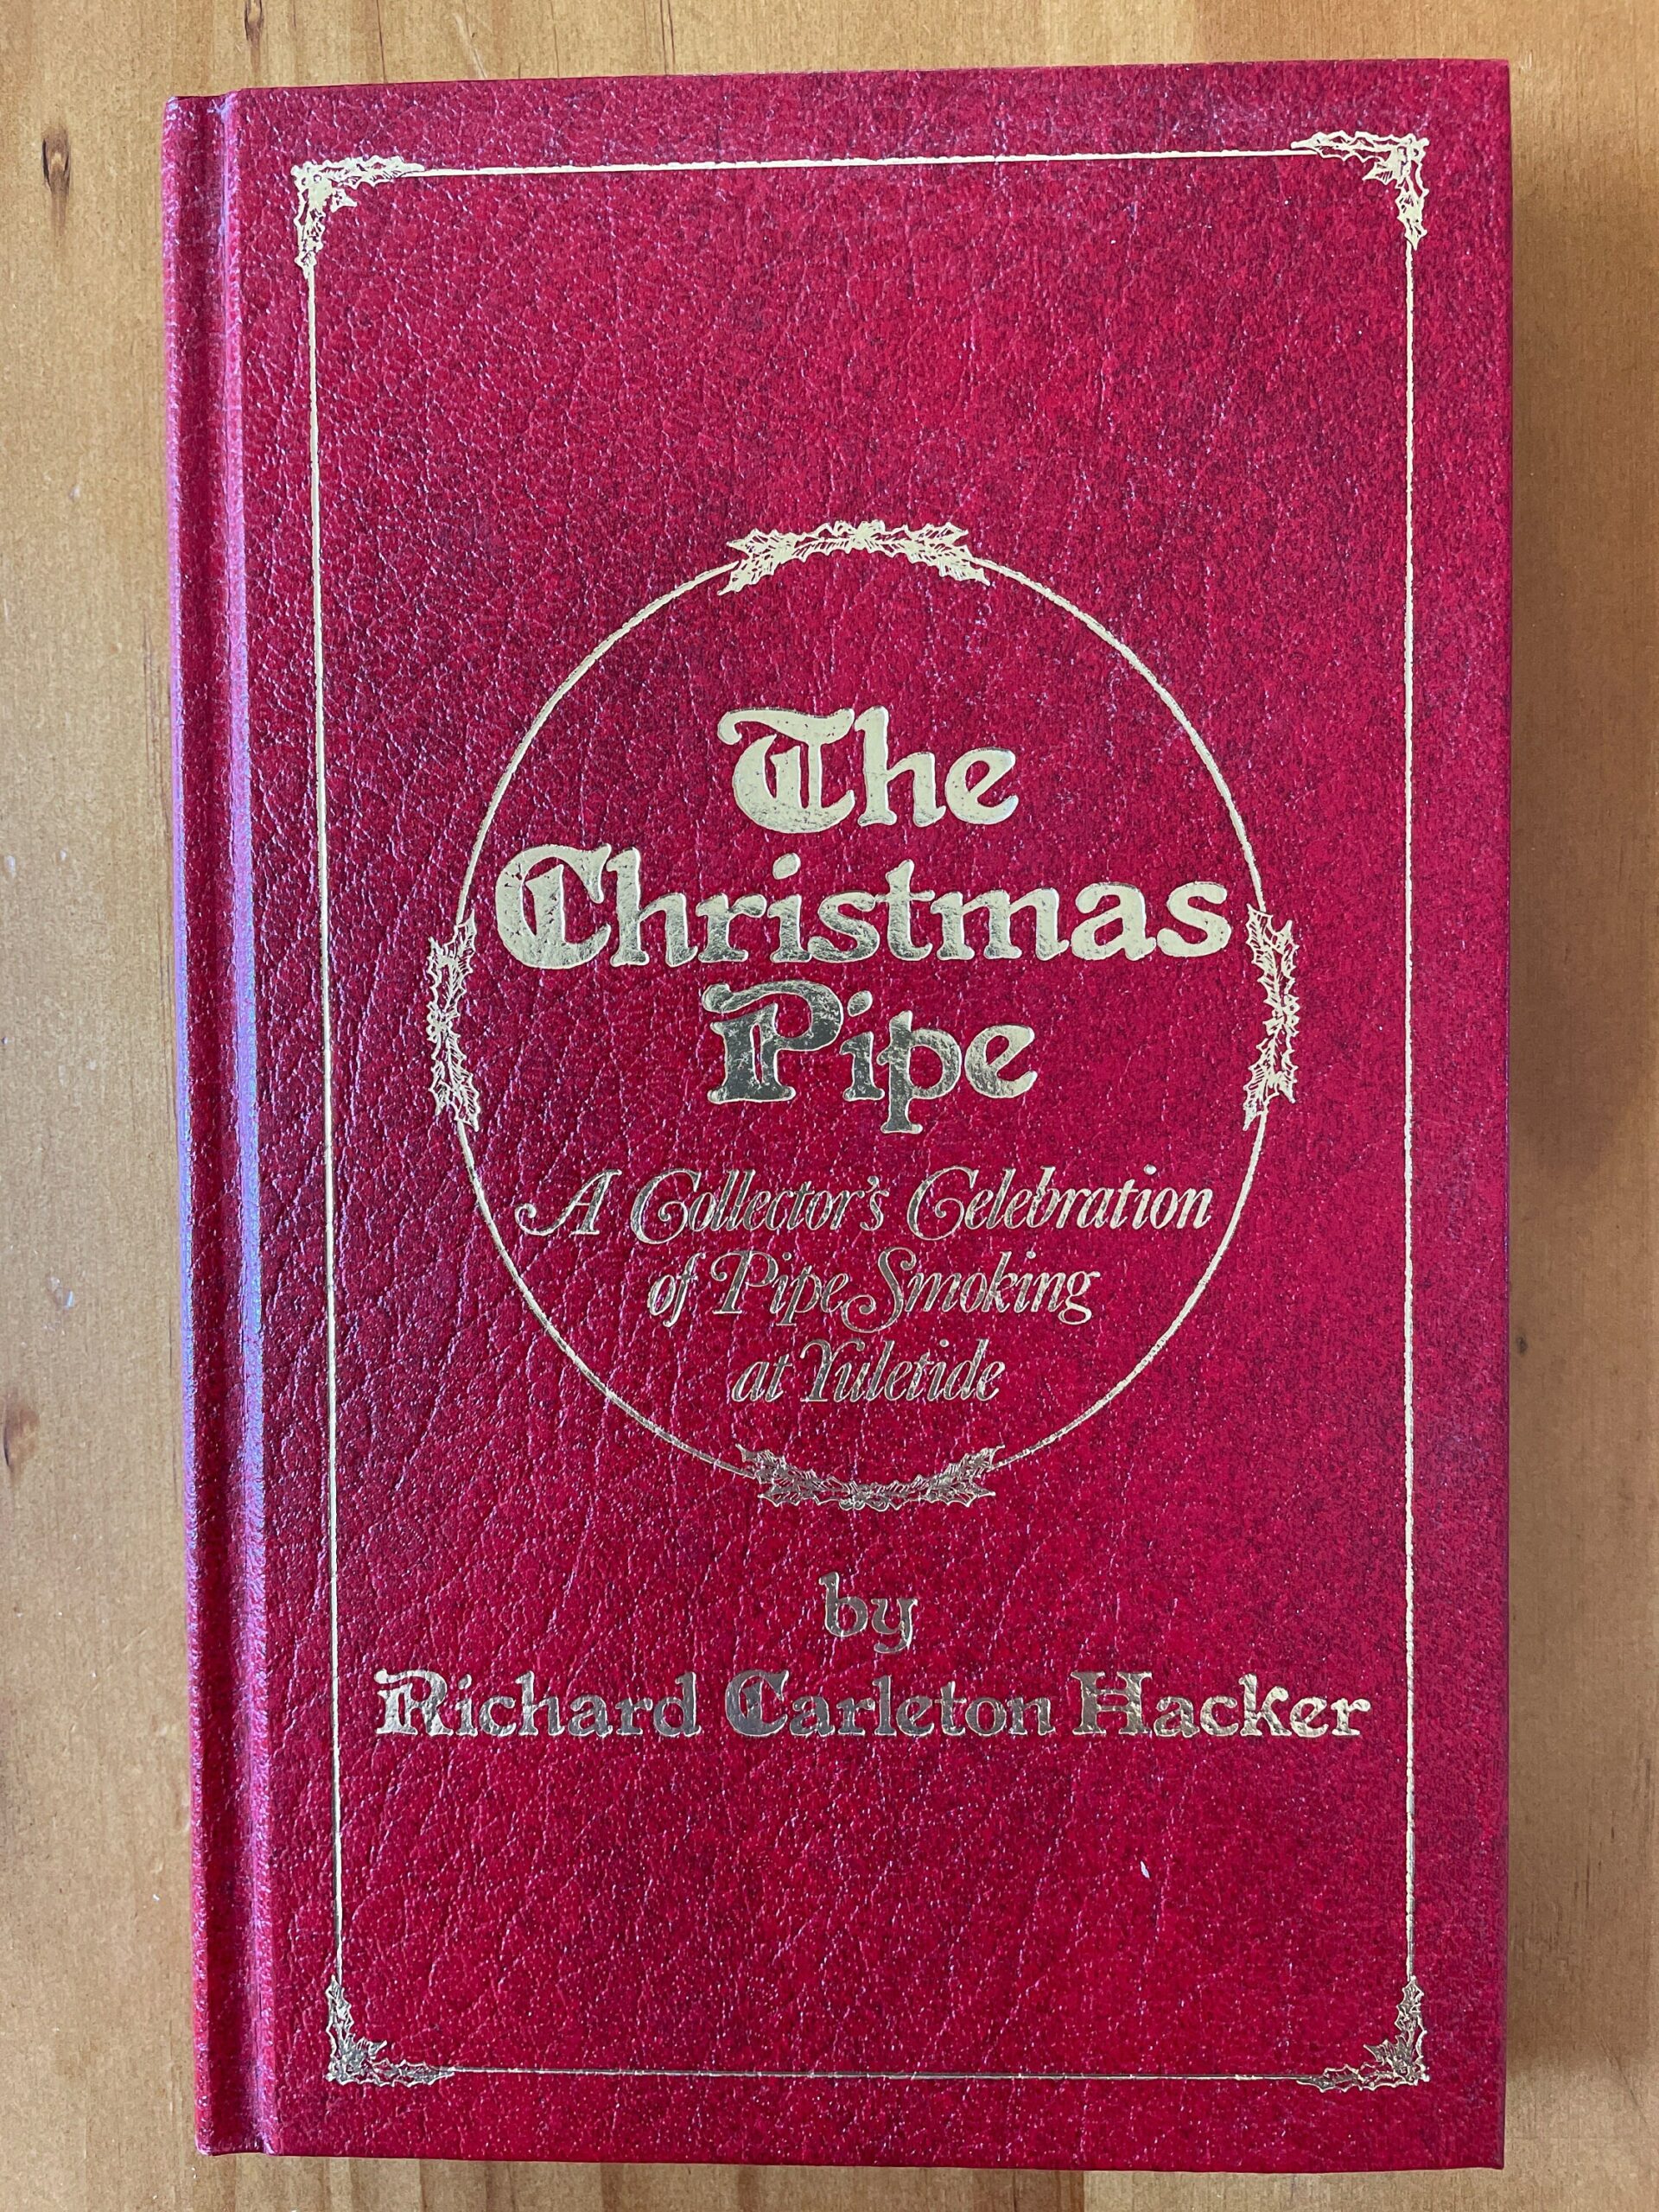 The
Christmas
Pipe
A Collector's Celebration
of Pipe Smoking
at Yuletide
by
Richard Carleton Hacker